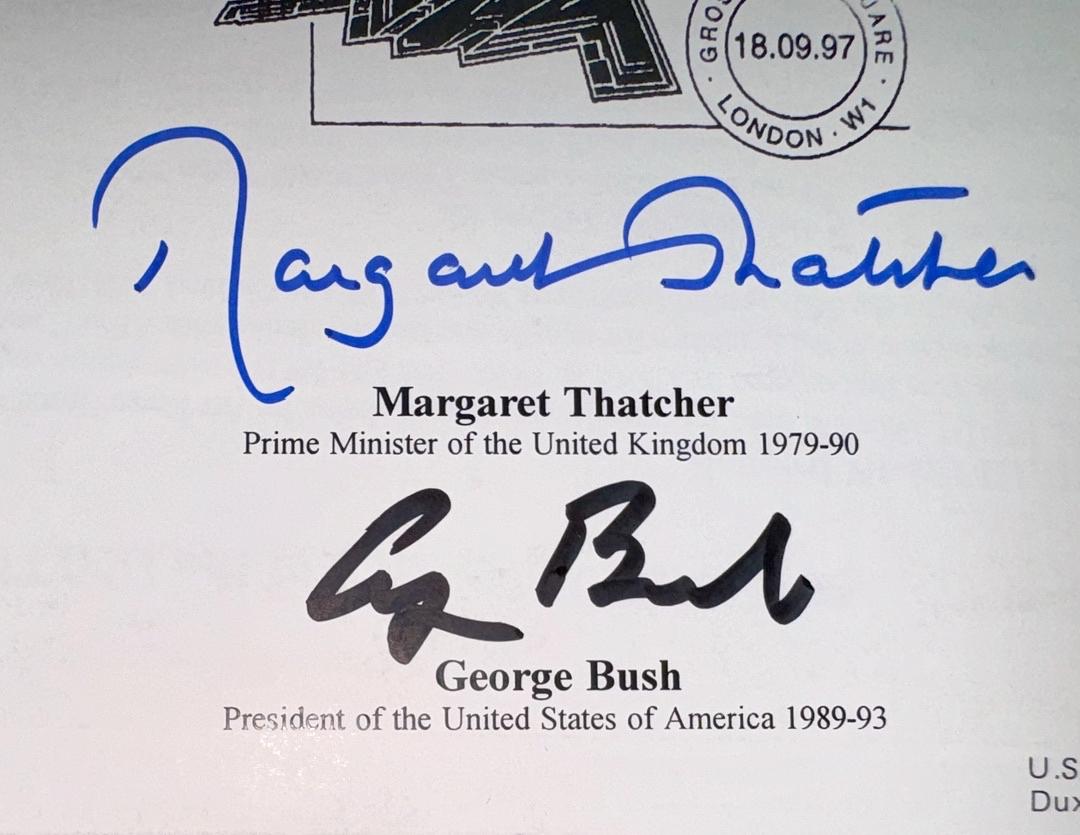 18.09.97
LONDON · W1
Margaret Thatcher
Margaret Thatcher
Prime Minister of the United Kingdom 1979-90
George Bush
George Bush
President of the United States of America 1989-93
U.S